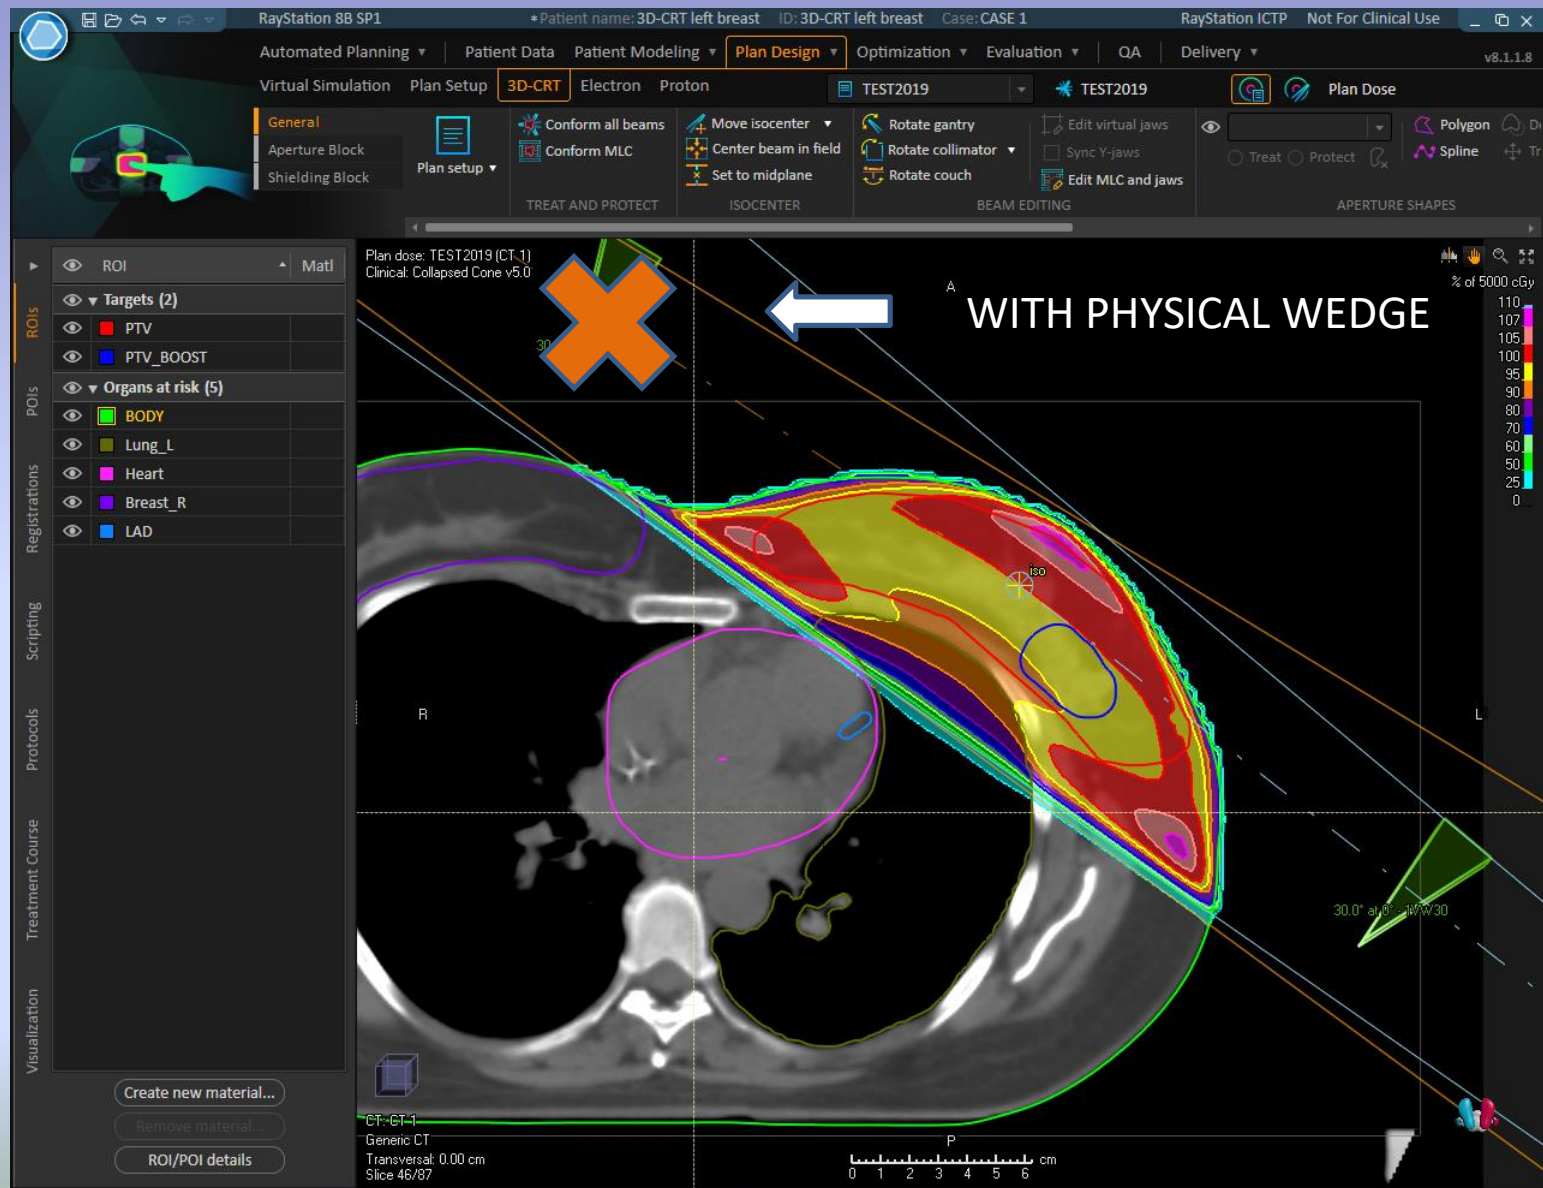 RayStation 8B SP1
*Patient name: 3D-CRT left breast ID: 3D-CRT left breast Case: CASE 1
RayStation ICTP Not For Clinical Use
Automated Planning Patient Data Patient Modeling Plan Design Optimization Evaluation QA Delivery
v8.1.1.8
Virtual Simulation Plan Setup 3D-CRT Electron Proton TEST2019 TEST2019 Plan Dose
General
Aperture Block
Shielding Block
Plan setup
Conform all beams
Conform MLC
TREAT AND PROTECT
Move isocenter
Center beam in field
Set to midplane
ISOCENTER
Rotate gantry
Rotate collimator
Rotate couch
Edit virtual jaws
Sync Y-jaws
Edit MLC and jaws
BEAM EDITING
Treat Protect
Polygon
Spline
Tr
APERTURE SHAPES
ROI Matl
Targets (2)
PTV
PTV_BOOST
Organs at risk (5)
BODY
Lung_L
Heart
Breast_R
LAD
ROIs
POIs
Registrations
Scripting
Protocols
Treatment Course
Visualization
Create new material...
Remove material...
ROI/POI details
Plan dose: TEST2019 (CT 1)
Clinical: Collapsed Cone v5.0
A
WITH PHYSICAL WEDGE
% of 5000 cGy
110
107
105
100
95
90
80
70
60
50
25
0
30
iso
R
L
30.0° at 0°
CT: CT 1
Generic CT
Transversal: 0.00 cm
Slice 46/87
P
0 1 2 3 4 5 6 cm